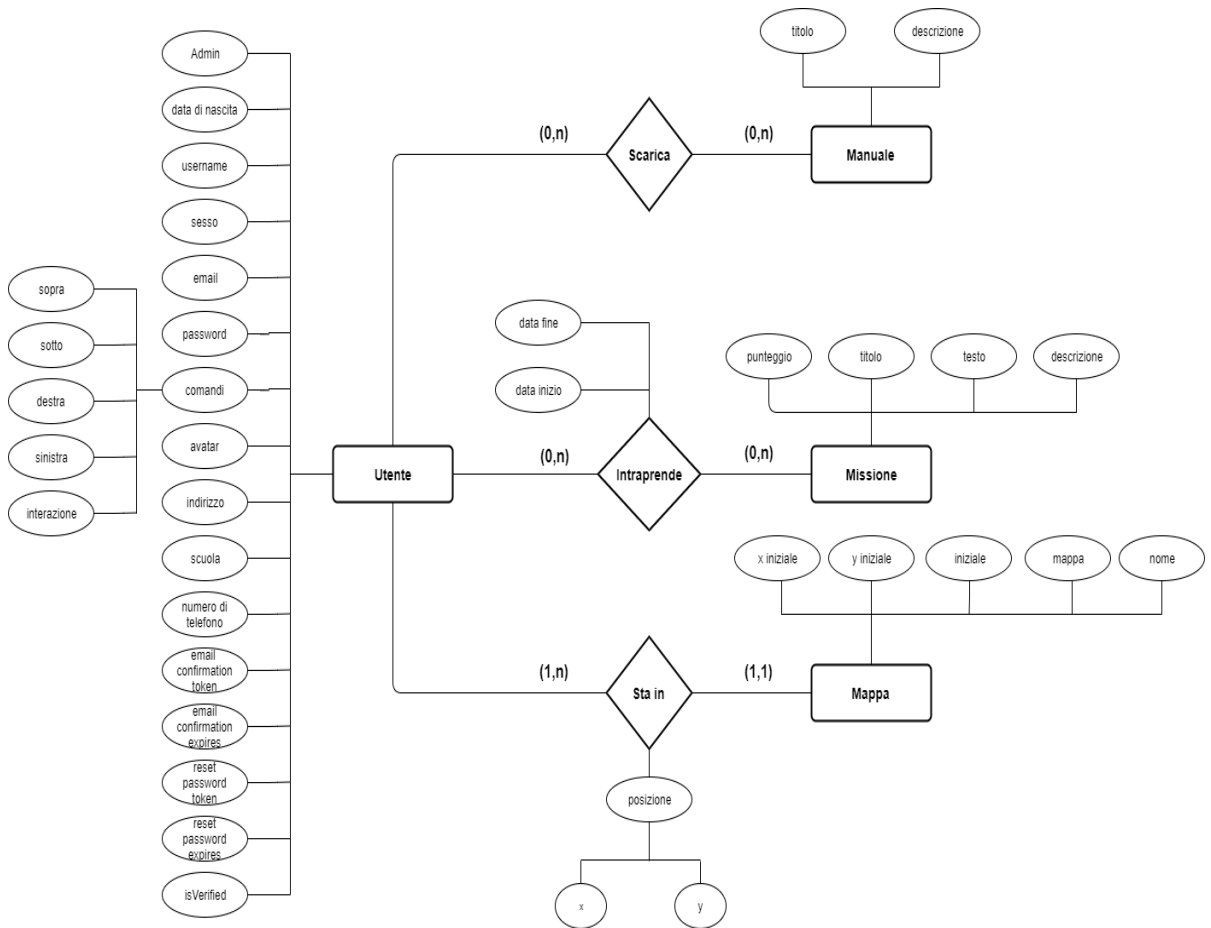 titolo
descrizione
Admin
data di nascita
username
sesso
email
password
comandi
avatar
indirizzo
scuola
numero di
telefono
email
confirmation
token
email
confirmation
expires
reset
password
token
reset
password
expires
isVerified
sopra
sotto
destra
sinistra
interazione
Utente
(0,n)
Scarica
(0,n)
Manuale
data fine
data inizio
(0,n)
Intraprende
(0,n)
Missione
punteggio
titolo
testo
descrizione
x iniziale
y iniziale
iniziale
mappa
nome
(1,n)
Sta in
(1,1)
Mappa
posizione
x
y